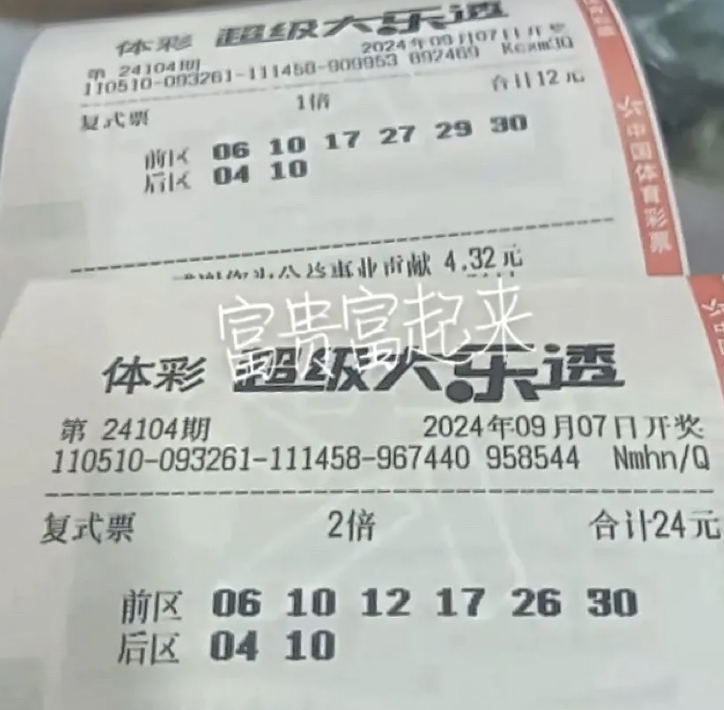 体彩 超级大乐透
第 24104期 2024年09月07日开奖
110510-093261-111458-909953 892469 Kcxm3Q
复式票 1倍 合计12元
前区 06 10 17 27 29 30
后区 04 10
中国体育彩票
感谢您为公益事业贡献 4.32元
富贵富起来
体彩 超级大乐透
第 24104期 2024年09月07日开奖
110510-093261-111458-967440 958544 Nmhn/Q
复式票 2倍 合计24元
前区 06 10 12 17 26 30
后区 04 10